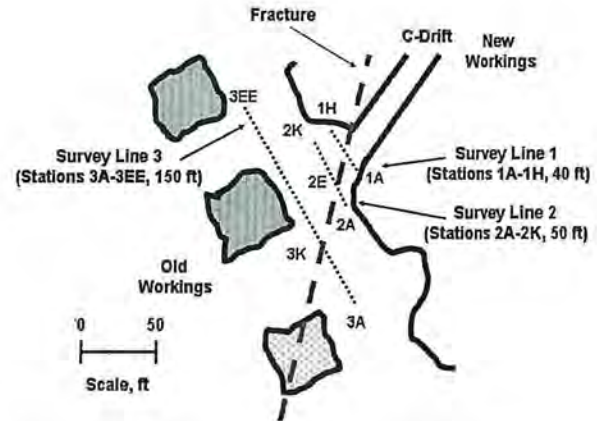 Fracture
C-Drift
New
Workings
3EE
1H
2K
Survey Line 3
(Stations 3A-3EE, 150 ft)
Survey Line 1
(Stations 1A-1H, 40 ft)
2E
1A
2A
Survey Line 2
(Stations 2A-2K, 50 ft)
3K
Old
Workings
3A
0
50
Scale, ft